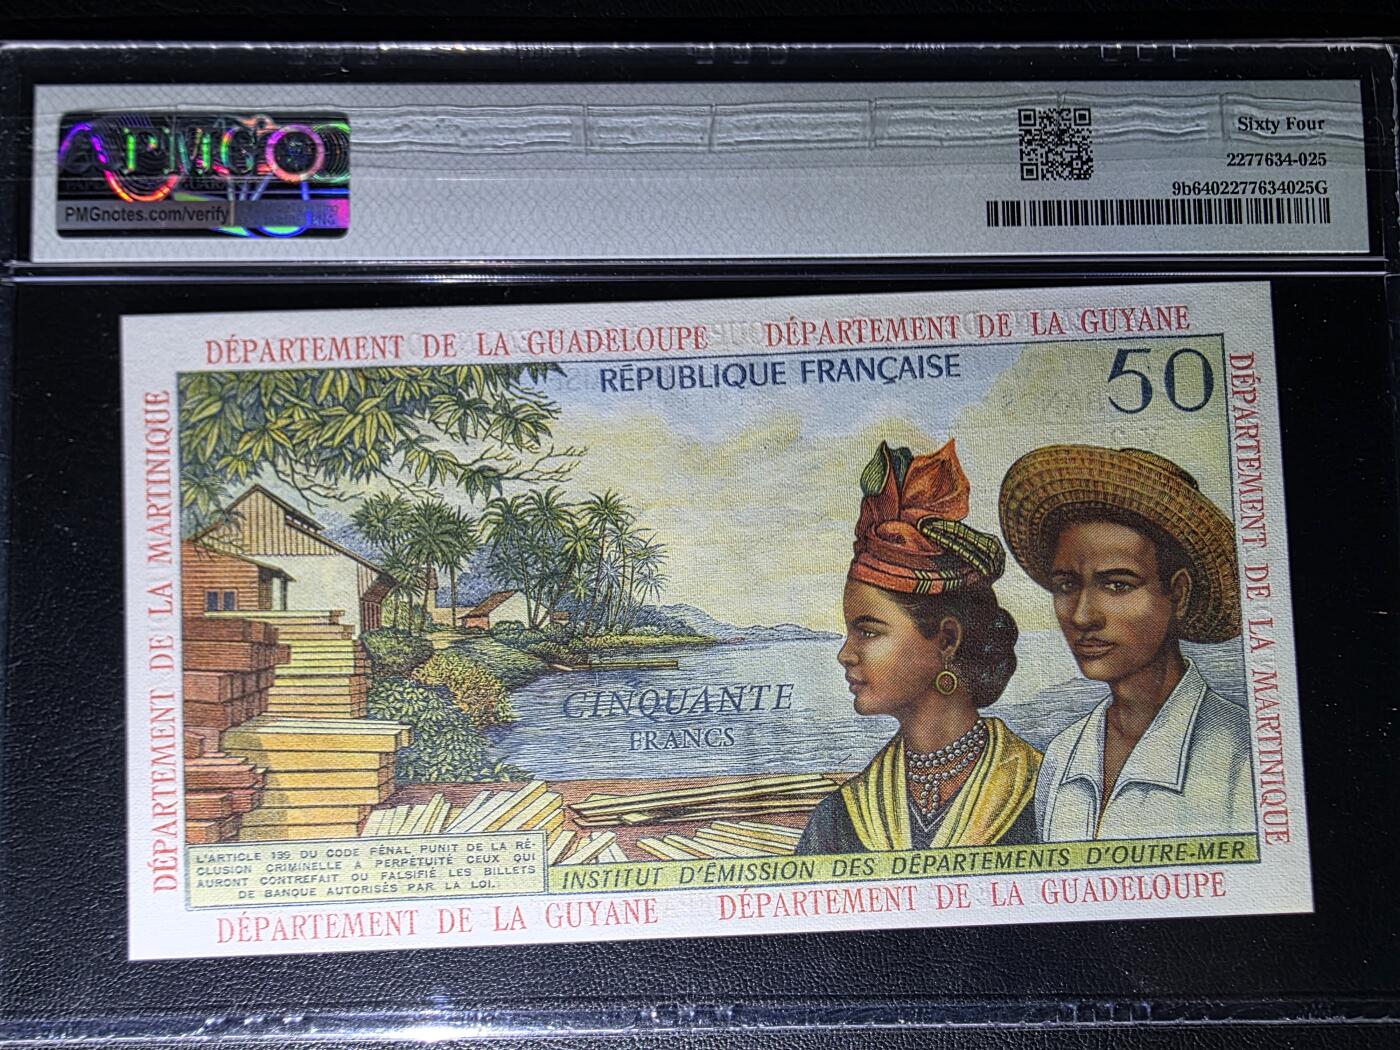 PMG
PMGnotes.com/verify
Sixty Four
2277634-025
9b6402277634025G
DÉPARTEMENT DE LA GUADELOUPE DÉPARTEMENT DE LA GUYANE
RÉPUBLIQUE FRANÇAISE
50
DÉPARTEMENT DE LA MARTINIQUE
DÉPARTEMENT DE LA MARTINIQUE
CINQUANTE
FRANCS
L'ARTICLE 139 DU CODE PÉNAL PUNIT DE LA RÉ-
CLUSION CRIMINELLE A PERPÉTUITÉ CEUX QUI
AURONT CONTREFAIT OU FALSIFIÉ LES BILLETS
DE BANQUE AUTORISÉS PAR LA LOI.
INSTITUT D'ÉMISSION DES DÉPARTEMENTS D'OUTRE-MER
DÉPARTEMENT DE LA GUYANE DÉPARTEMENT DE LA GUADELOUPE